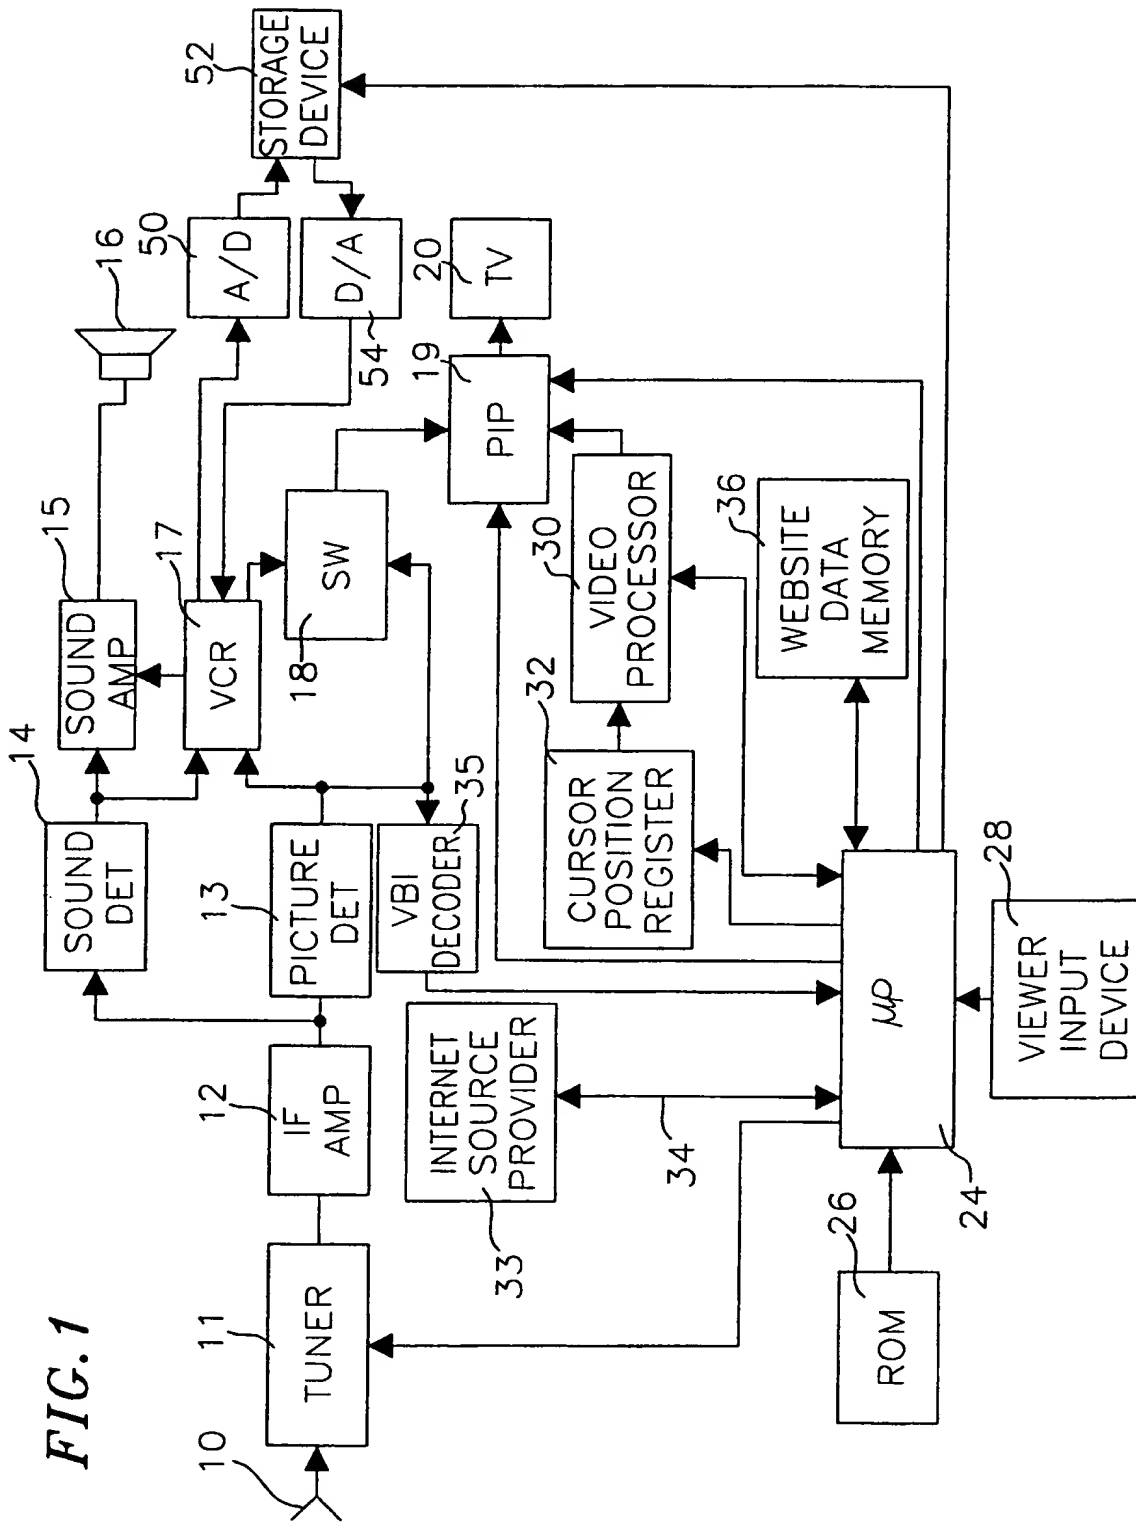 FIG.1
10
11
TUNER
12
IF
AMP
13
PICTURE
DET
14
SOUND
DET
15
SOUND
AMP
16
17
VCR
18
SW
50
A/D
52
STORAGE
DEVICE
54
D/A
19
PIP
20
TV
35
VBI
DECODER
33
INTERNET
SOURCE
PROVIDER
34
32
CURSOR
POSITION
REGISTER
30
VIDEO
PROCESSOR
36
WEBSITE
DATA
MEMORY
26
ROM
24
μP
28
VIEWER
INPUT
DEVICE